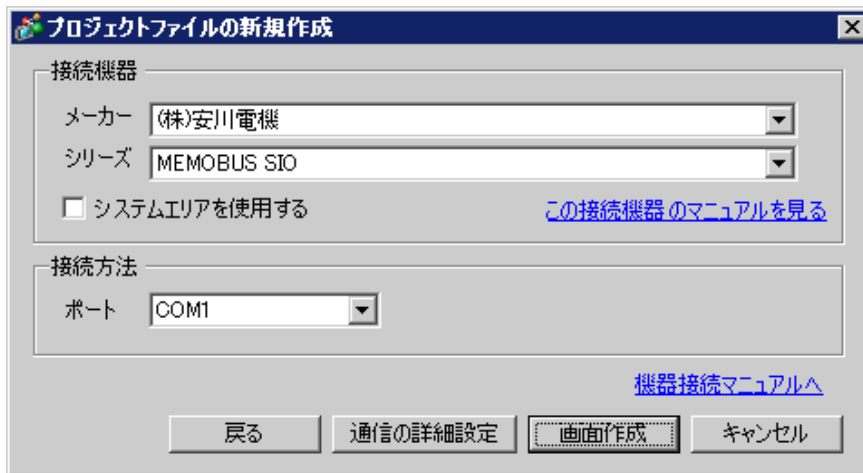 プロジェクトファイルの新規作成
接続機器
メーカー (株)安川電機
シリーズ MEMOBUS SIO
システムエリアを使用する この接続機器のマニュアルを見る
接続方法
ポート COM1
機器接続マニュアルへ
戻る 通信の詳細設定 画面作成 キャンセル